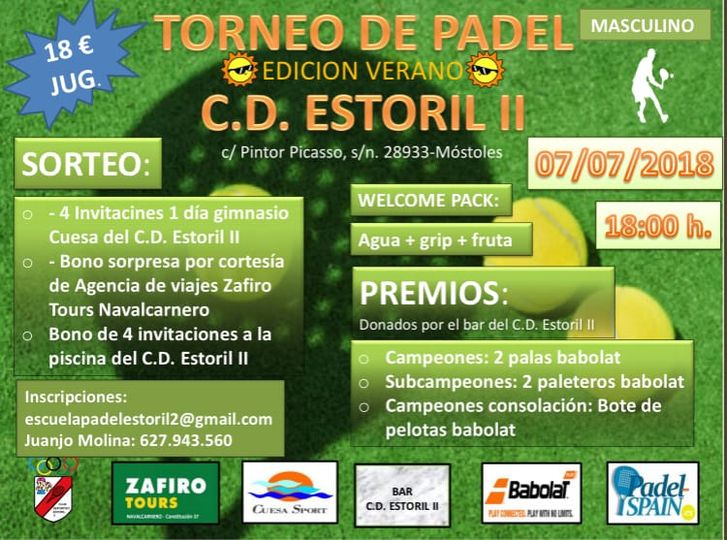 18 €
JUG.
TORNEO DE PADEL
EDICION VERANO
C.D. ESTORIL II
MASCULINO
c/ Pintor Picasso, s/n. 28933-Móstoles
07/07/2018
18:00 h.
SORTEO:
o - 4 Invitacines 1 día gimnasio
Cuesa del C.D. Estoril II
o - Bono sorpresa por cortesía
de Agencia de viajes Zafiro
Tours Navalcarnero
o Bono de 4 invitaciones a la
piscina del C.D. Estoril II
WELCOME PACK:
Agua + grip + fruta
PREMIOS:
Donados por el bar del C.D. Estoril II
o Campeones: 2 palas babolat
o Subcampeones: 2 paleteros babolat
o Campeones consolación: Bote de
pelotas babolat
Inscripciones:
escuelapadelestoril2@gmail.com
Juanjo Molina: 627.943.560
ZAFIRO
TOURS
NAVALCARNERO - Constitución 37
CUESA SPORT
BAR
C.D. ESTORIL II
Babolat
PLAY CONNECTED. PLAY WITH NO LIMITS.
Padel
SPAIN